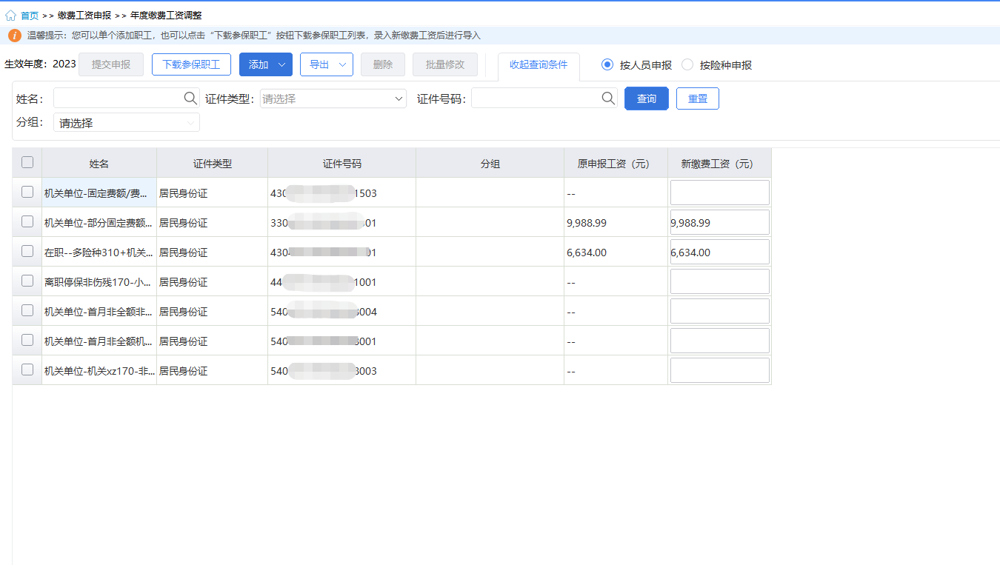 首页 >> 缴费工资申报 >> 年度缴费工资调整
温馨提示：您可以单个添加职工，也可以点击“下载参保职工”按钮下载参保职工列表，录入新缴费工资后进行导入
生效年度：2023 提交申报 下载参保职工 添加 导出 删除 批量修改 收起查询条件 按人员申报 按险种申报
姓名： 证件类型：请选择 证件号码： 查询 重置
分组： 请选择
姓名 证件类型 证件号码 分组 原申报工资（元） 新缴费工资（元）
机关单位-固定费额/费... 居民身份证 430 1503 --
机关单位-部分固定费额... 居民身份证 330 01 9,988.99 9,988.99
在职--多险种310+机关... 居民身份证 430 01 6,634.00 6,634.00
离职停保非伤残170-小... 居民身份证 44 1001 --
机关单位-首月非全额非... 居民身份证 540 004 --
机关单位-首月非全额机... 居民身份证 540 001 --
机关单位-机关xz170-非... 居民身份证 540 003 --